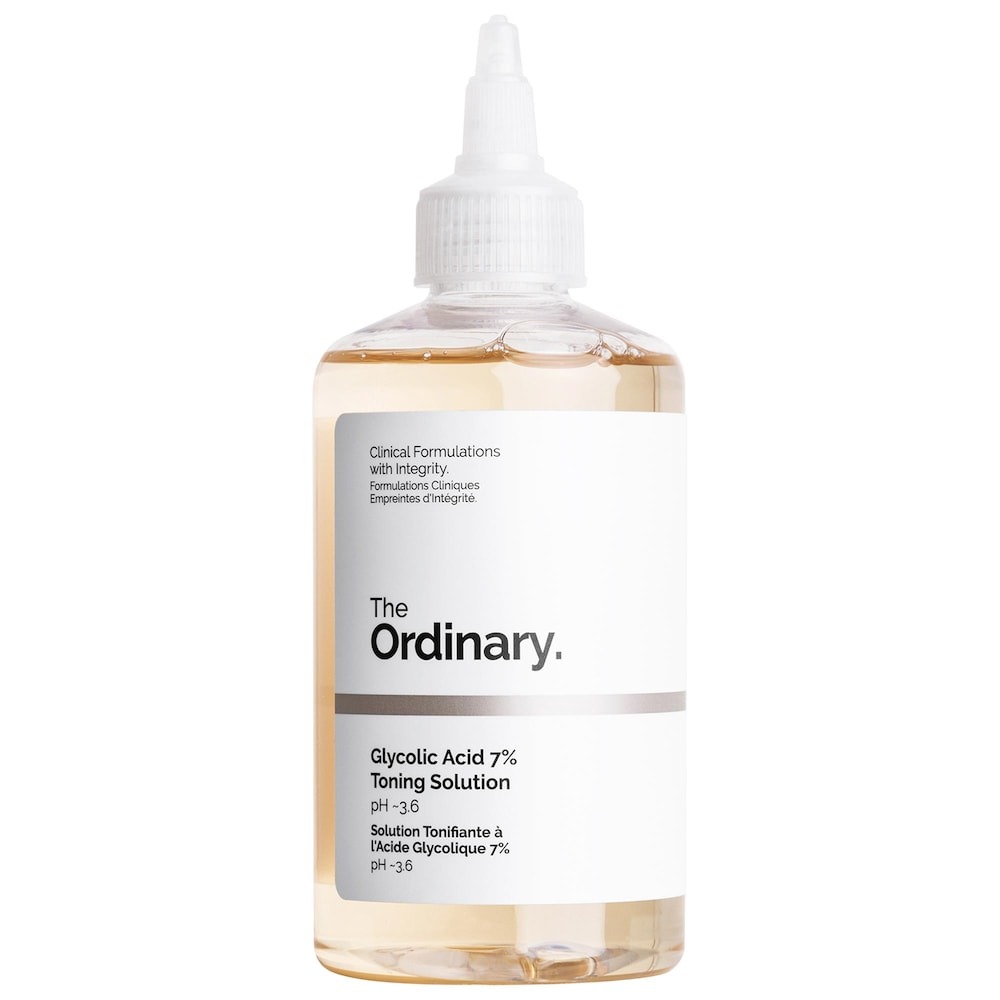 Clinical Formulations
with Integrity.
Formulations Cliniques
Empreintes d'Intégrité.
The
Ordinary.
Glycolic Acid 7%
Toning Solution
pH ~3.6
Solution Tonifiante à
l'Acide Glycolique 7%
pH ~3.6